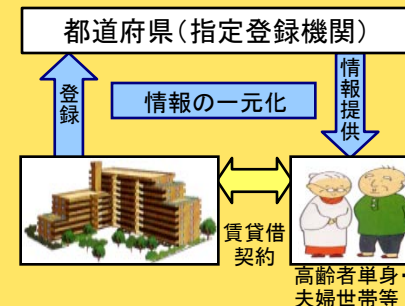 都道府県（指定登録機関）
登録
情報の一元化
情報提供
賃貸借
契約
高齢者単身・
夫婦世帯等